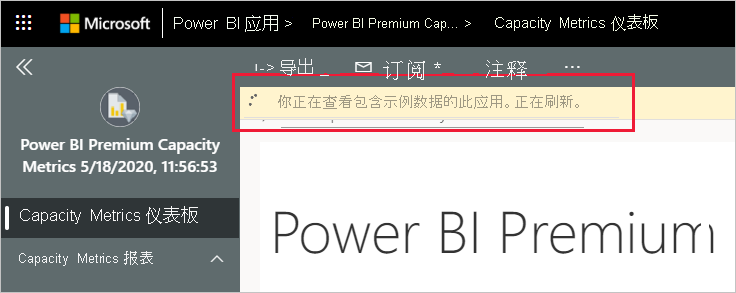 Microsoft Power BI 应用 > Power BI Premium Cap... > Capacity Metrics 仪表板
导出 订阅 * 注释 ...
你正在查看包含示例数据的此应用。正在刷新。
Power BI Premium Capacity
Metrics 5/18/2020, 11:56:53
Capacity Metrics 仪表板
Capacity Metrics 报表
Power BI Premium